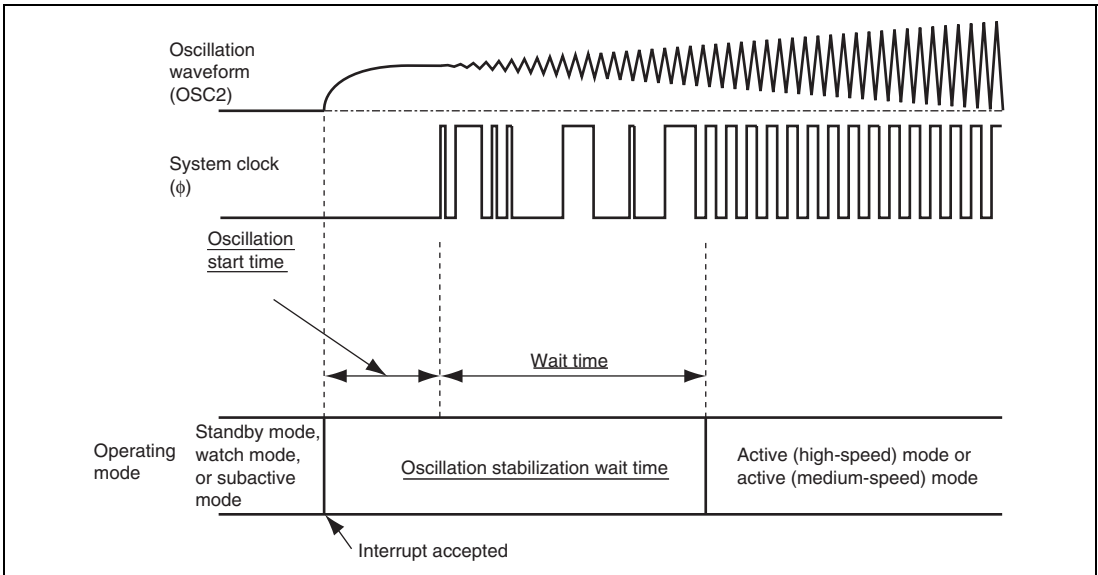 Oscillation
waveform
(OSC2)
System clock
(ϕ)
Oscillation
start time
Wait time
Operating
mode
Standby mode,
watch mode,
or subactive
mode
Oscillation stabilization wait time
Active (high-speed) mode or
active (medium-speed) mode
Interrupt accepted